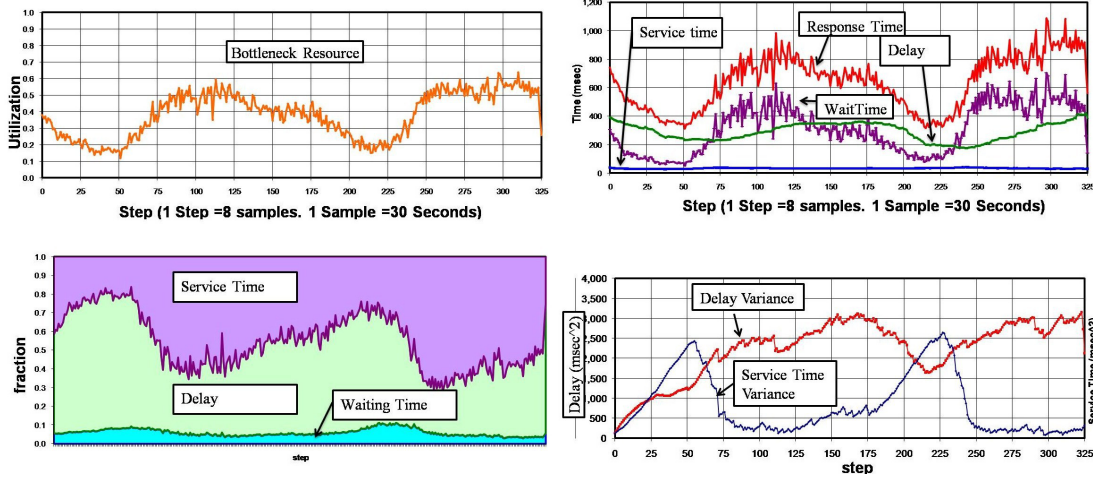 1.0
0.9
0.8
0.7
0.6
0.5
0.4
0.3
0.2
0.1
0.0
Utilization
Bottleneck Resource
0 25 50 75 100 125 150 175 200 225 250 275 300 325
Step (1 Step =8 samples. 1 Sample =30 Seconds)
1,200
1,000
800
600
400
200
0
Time (msec)
Service time
Response Time
Delay
WaitTime
0 25 50 75 100 125 150 175 200 225 250 275 300 325
Step (1 Step =8 samples. 1 Sample =30 Seconds)
1.0
0.9
0.8
0.7
0.6
0.5
0.4
0.3
0.2
0.1
0.0
fraction
Service Time
Delay
Waiting Time
step
4,000
3,500
3,000
2,500
2,000
1,500
1,000
500
0
Delay (msec^2)
Delay Variance
Service Time
Variance
Service Time (msec^2)
0 25 50 75 100 125 150 175 200 225 250 275 300 325
step